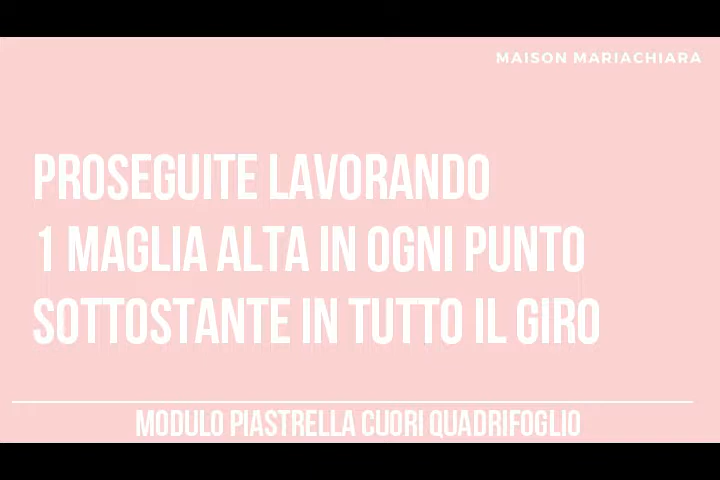 MAISON MARIACHIARA
PROSEGUITE LAVORANDO
1 MAGLIA ALTA IN OGNI PUNTO
SOTTOSTANTE IN TUTTO IL GIRO
MODULO PIASTRELLA CUORI QUADRIFOGLIO